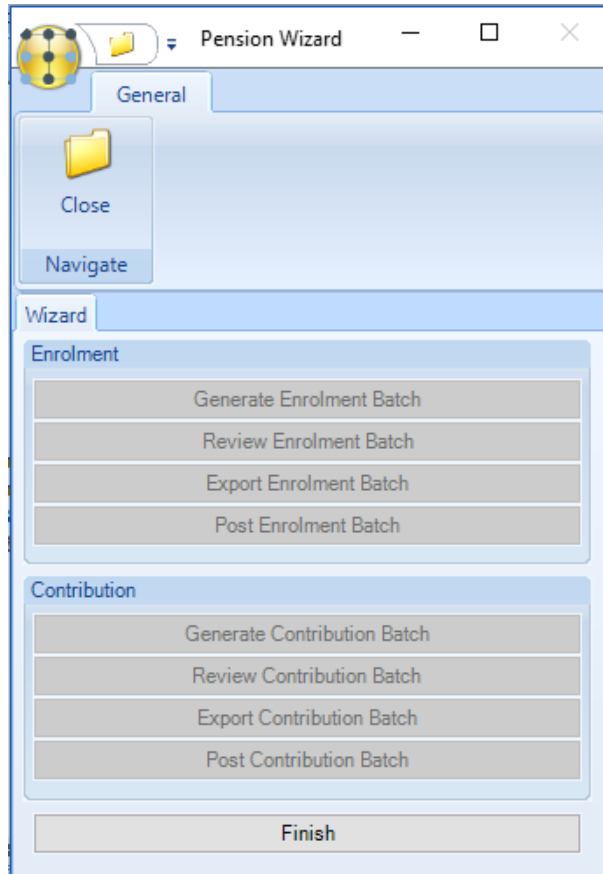 Pension Wizard
General
Close
Navigate
Wizard
Enrolment
Generate Enrolment Batch
Review Enrolment Batch
Export Enrolment Batch
Post Enrolment Batch
Contribution
Generate Contribution Batch
Review Contribution Batch
Export Contribution Batch
Post Contribution Batch
Finish